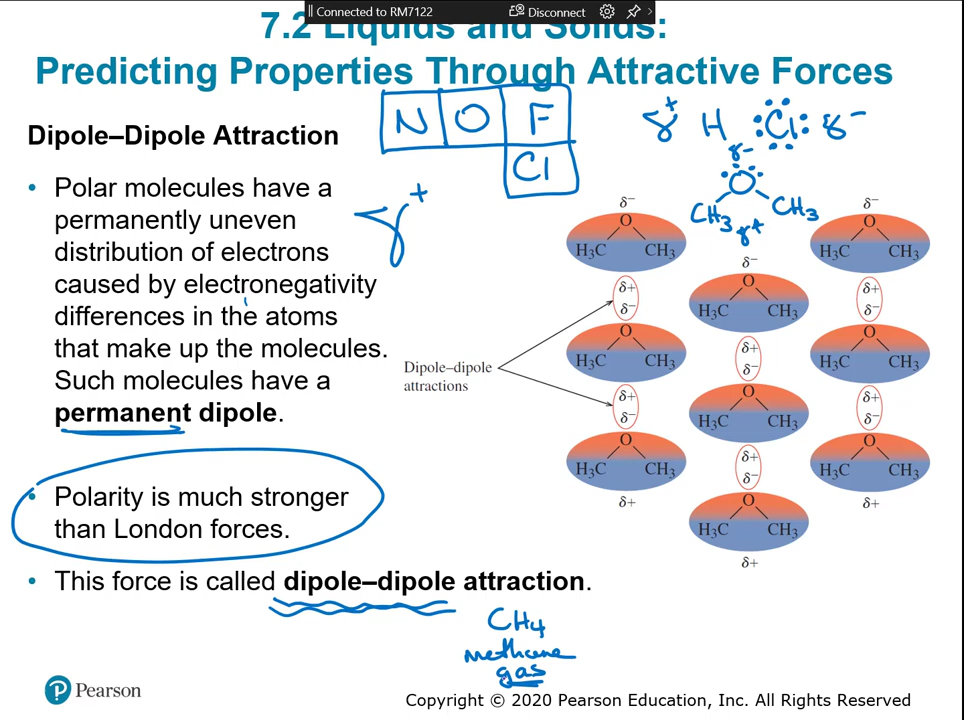 Connected to RM7122 Disconnect
7.2 Liquids and Solids:
Predicting Properties Through Attractive Forces
N O F
Cl
δ+ H Cl δ-
δ-
O
CH3 CH3
δ+
δ+
Dipole–Dipole Attraction
• Polar molecules have a
permanently uneven
distribution of electrons
caused by electronegativity
differences in the atoms
that make up the molecules.
Such molecules have a
permanent dipole.
• Polarity is much stronger
than London forces.
• This force is called dipole–dipole attraction.
Dipole–dipole
attractions
δ−
O
H3C CH3
δ+
δ−
O
H3C CH3
δ+
δ−
O
H3C CH3
δ+
δ−
O
H3C CH3
δ+
δ−
O
H3C CH3
δ+
δ−
O
H3C CH3
δ+
δ−
O
H3C CH3
δ+
δ−
O
H3C CH3
δ+
δ−
O
H3C CH3
δ+
CH4
methane
gas
Pearson
Copyright © 2020 Pearson Education, Inc. All Rights Reserved